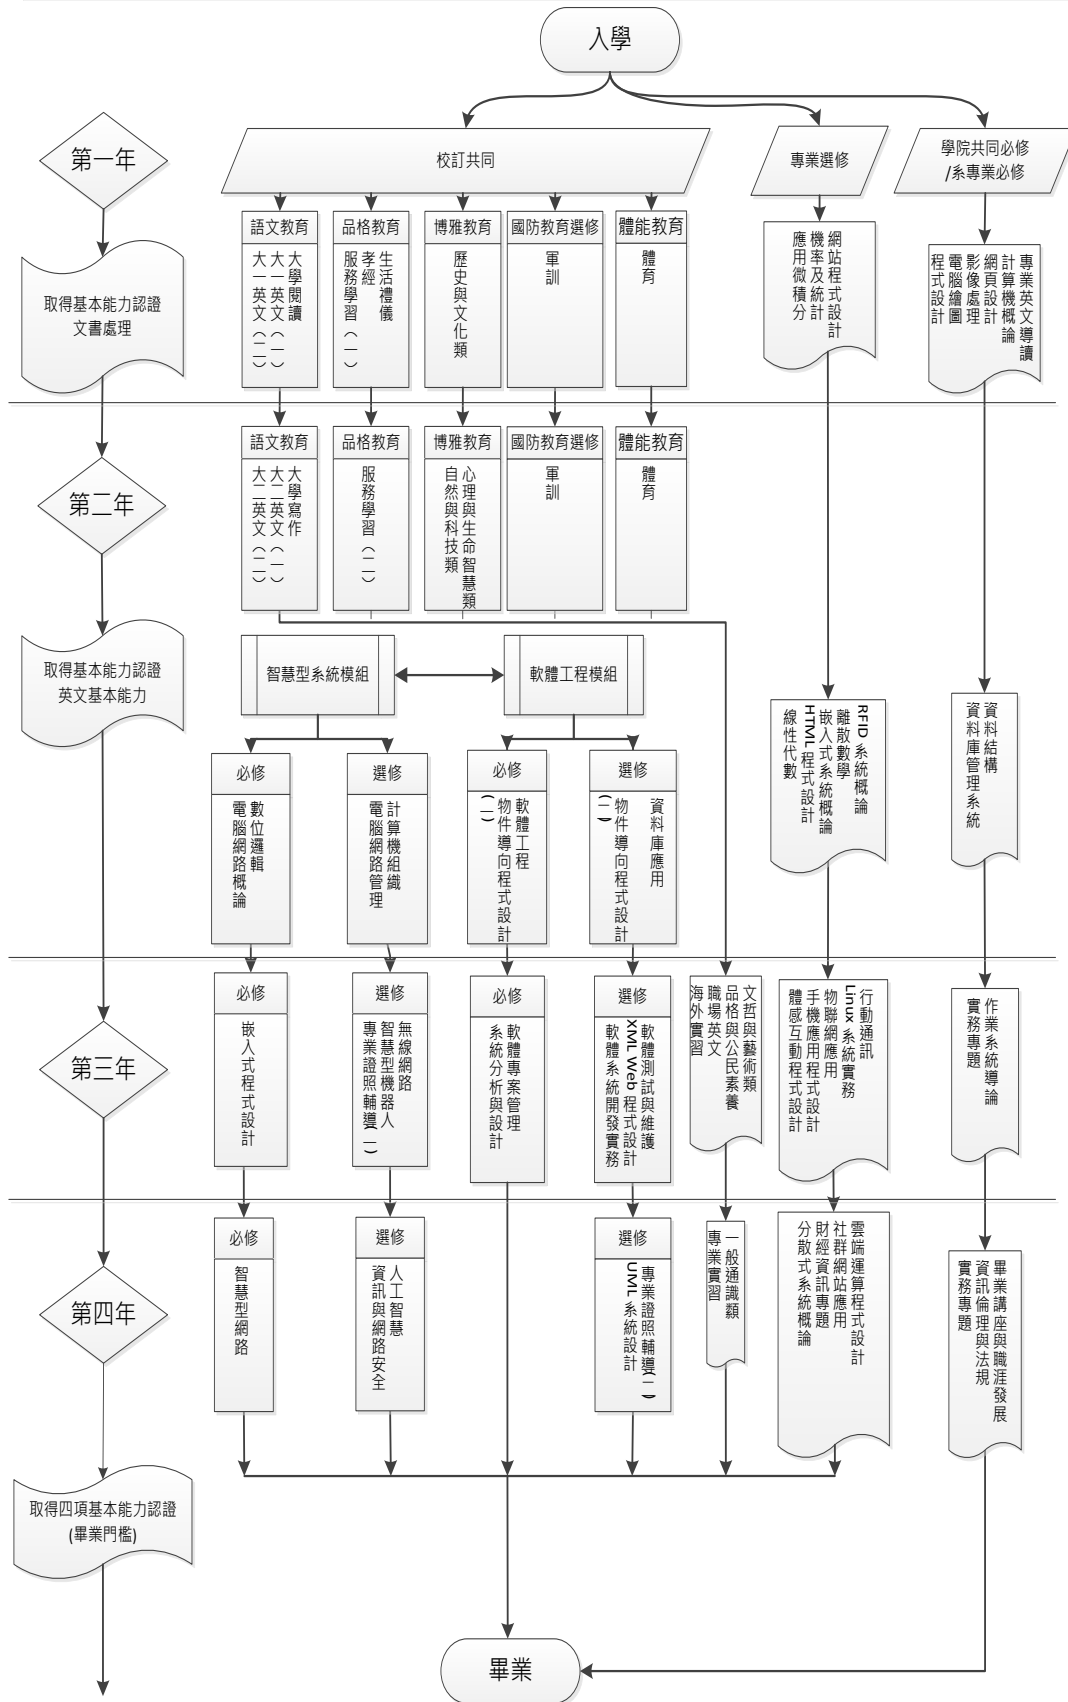 入學
第一年
校訂共同
專業選修
學院共同必修
/系專業必修
語文教育
大學閱讀
大一英文(一)
大一英文(二)
品格教育
生活禮儀
孝經
服務學習(一)
博雅教育
歷史與文化類
國防教育選修
軍訓
體能教育
體育
網站程式設計
機率及統計
應用微積分
專業英文導讀
計算機概論
網頁設計
影像處理
電腦繪圖
程式設計
取得基本能力認證
文書處理
第二年
語文教育
大學寫作
大二英文(一)
大二英文(二)
品格教育
服務學習(二)
博雅教育
心理與生命智慧類
自然與科技類
國防教育選修
軍訓
體能教育
體育
取得基本能力認證
英文基本能力
智慧型系統模組
軟體工程模組
必修
數位邏輯
電腦網路概論
選修
計算機組織
電腦網路管理
必修
軟體工程
物件導向程式設計
(一)
選修
資料庫應用
物件導向程式設計
(二)
RFID 系統概論
離散數學
嵌入式系統概論
HTML 程式設計
線性代數
資料結構
資料庫管理系統
第三年
必修
嵌入式程式設計
選修
無線網路
智慧型機器人
專業證照輔導(一)
必修
軟體專案管理
系統分析與設計
選修
軟體測試與維護
XML Web 程式設計
軟體系統開發實務
文哲與藝術類
品格與公民素養
職場英文
海外實習
行動通訊
Linux 系統實務
物聯網應用
手機應用程式設計
體感互動程式設計
作業系統導論
實務專題
第四年
必修
智慧型網路
選修
人工智慧
資訊與網路安全
選修
專業證照輔導(二)
UML 系統設計
一般通識類
專業實習
雲端運算程式設計
社群網站應用
財經資訊專題
分散式系統概論
畢業講座與職涯發展
資訊倫理與法規
實務專題
取得四項基本能力認證
(畢業門檻)
畢業